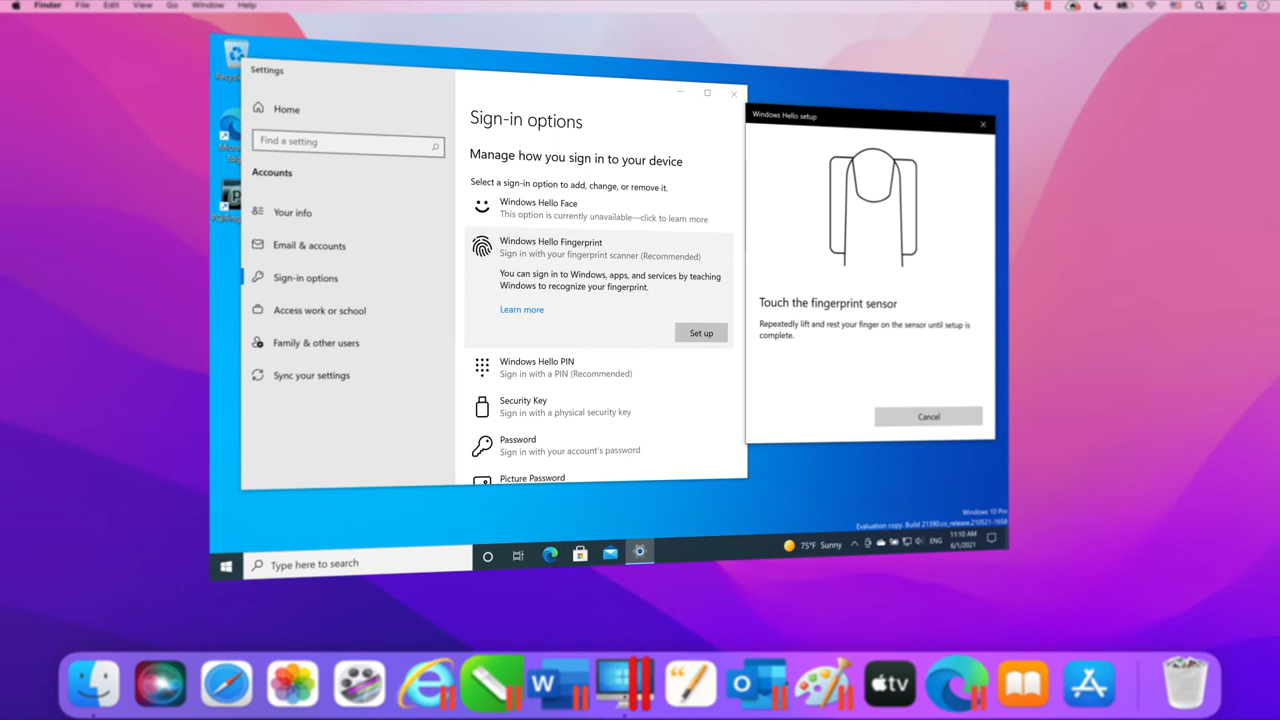 Finder File Edit View Go Window Help
Settings
Home
Find a setting
Accounts
Your info
Email & accounts
Sign-in options
Access work or school
Family & other users
Sync your settings
Sign-in options
Manage how you sign in to your device
Select a sign-in option to add, change, or remove it.
Windows Hello Face
This option is currently unavailable—click to learn more
Windows Hello Fingerprint
Sign in with your fingerprint scanner (Recommended)
You can sign in to Windows, apps, and services by teaching
Windows to recognize your fingerprint.
Learn more
Set up
Windows Hello PIN
Sign in with a PIN (Recommended)
Security Key
Sign in with a physical security key
Password
Sign in with your account's password
Picture Password
Windows Hello setup
Touch the fingerprint sensor
Repeatedly lift and rest your finger on the sensor until setup is
complete.
Cancel
Windows 10 Pro
Evaluation copy. Build 21390.co_release.210521-1658
Type here to search
75°F Sunny
ENG
11:10 AM
6/1/2021
W
O
tv